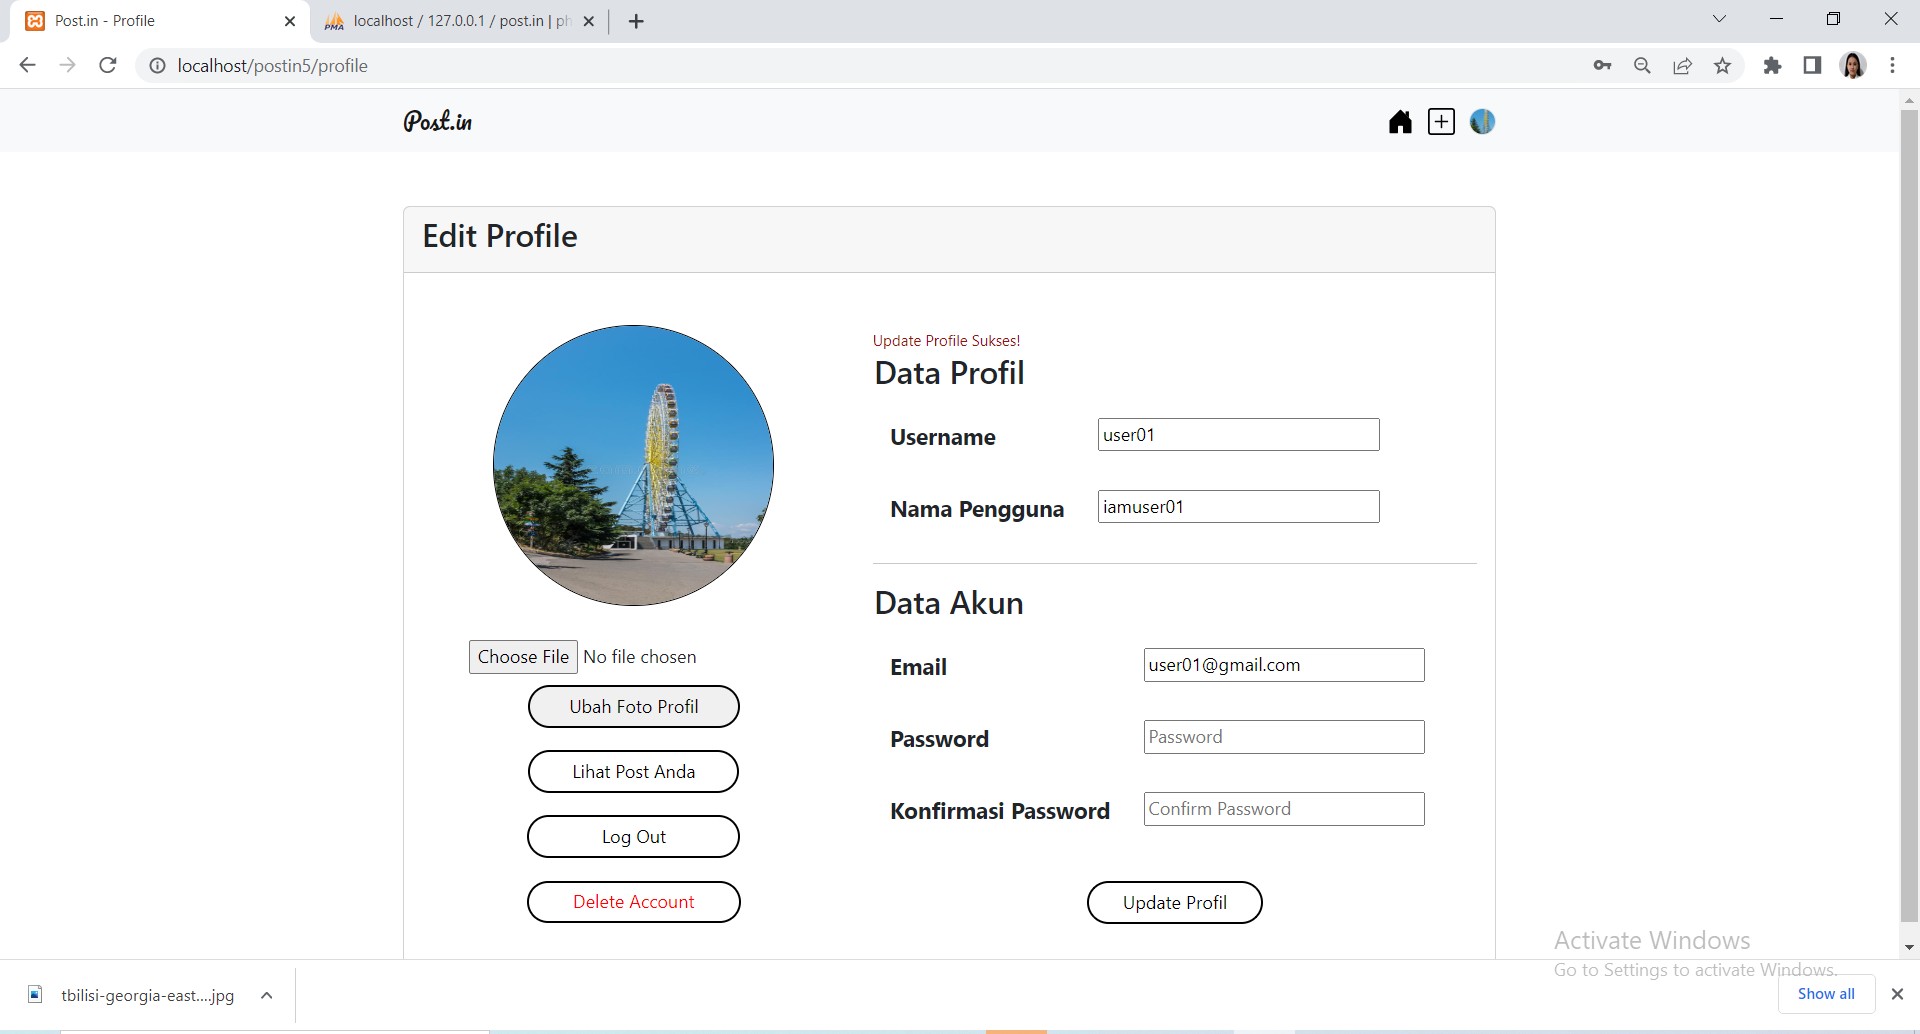 Post.in - Profile
localhost / 127.0.0.1 / post.in | ph
localhost/postin5/profile
Post.in
Edit Profile
Update Profile Sukses!
Data Profil
Username
user01
Nama Pengguna
iamuser01
Data Akun
Email
user01@gmail.com
Password
Password
Konfirmasi Password
Confirm Password
Update Profil
Choose File No file chosen
Ubah Foto Profil
Lihat Post Anda
Log Out
Delete Account
Activate Windows
Go to Settings to activate Windows.
tbilisi-georgia-east....jpg
Show all